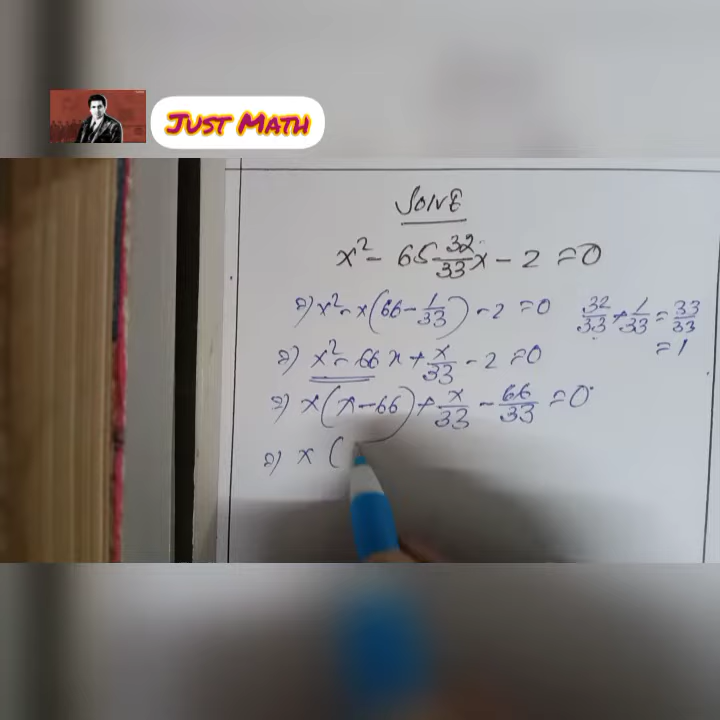 JUST MATH
SOLVE
x² - 65 32/33 x - 2 = 0
⇒) x² - x(66 - 1/33) - 2 = 0
32/33 + 1/33 = 33/33
= 1
⇒) x² - 66x + x/33 - 2 = 0
⇒) x(x - 66) + x/33 - 66/33 = 0
⇒) x (